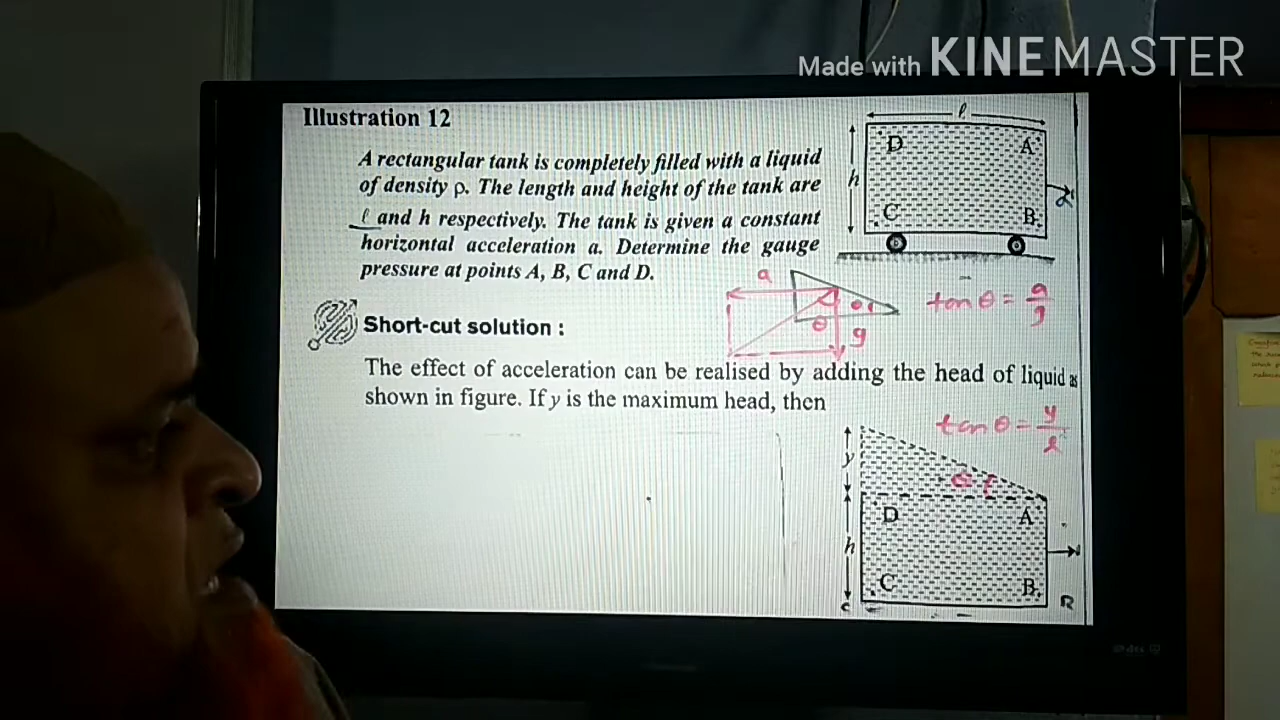 Made with KINEMASTER
Illustration 12
A rectangular tank is completely filled with a liquid
of density ρ. The length and height of the tank are
ℓ and h respectively. The tank is given a constant
horizontal acceleration a. Determine the gauge
pressure at points A, B, C and D.
ℓ
D
A
h
C
B
a
θ
θ
g
tan θ = a/g
Short-cut solution :
The effect of acceleration can be realised by adding the head of liquid as
shown in figure. If y is the maximum head, then
tan θ = y/ℓ
y
θ
D
A
h
C
B